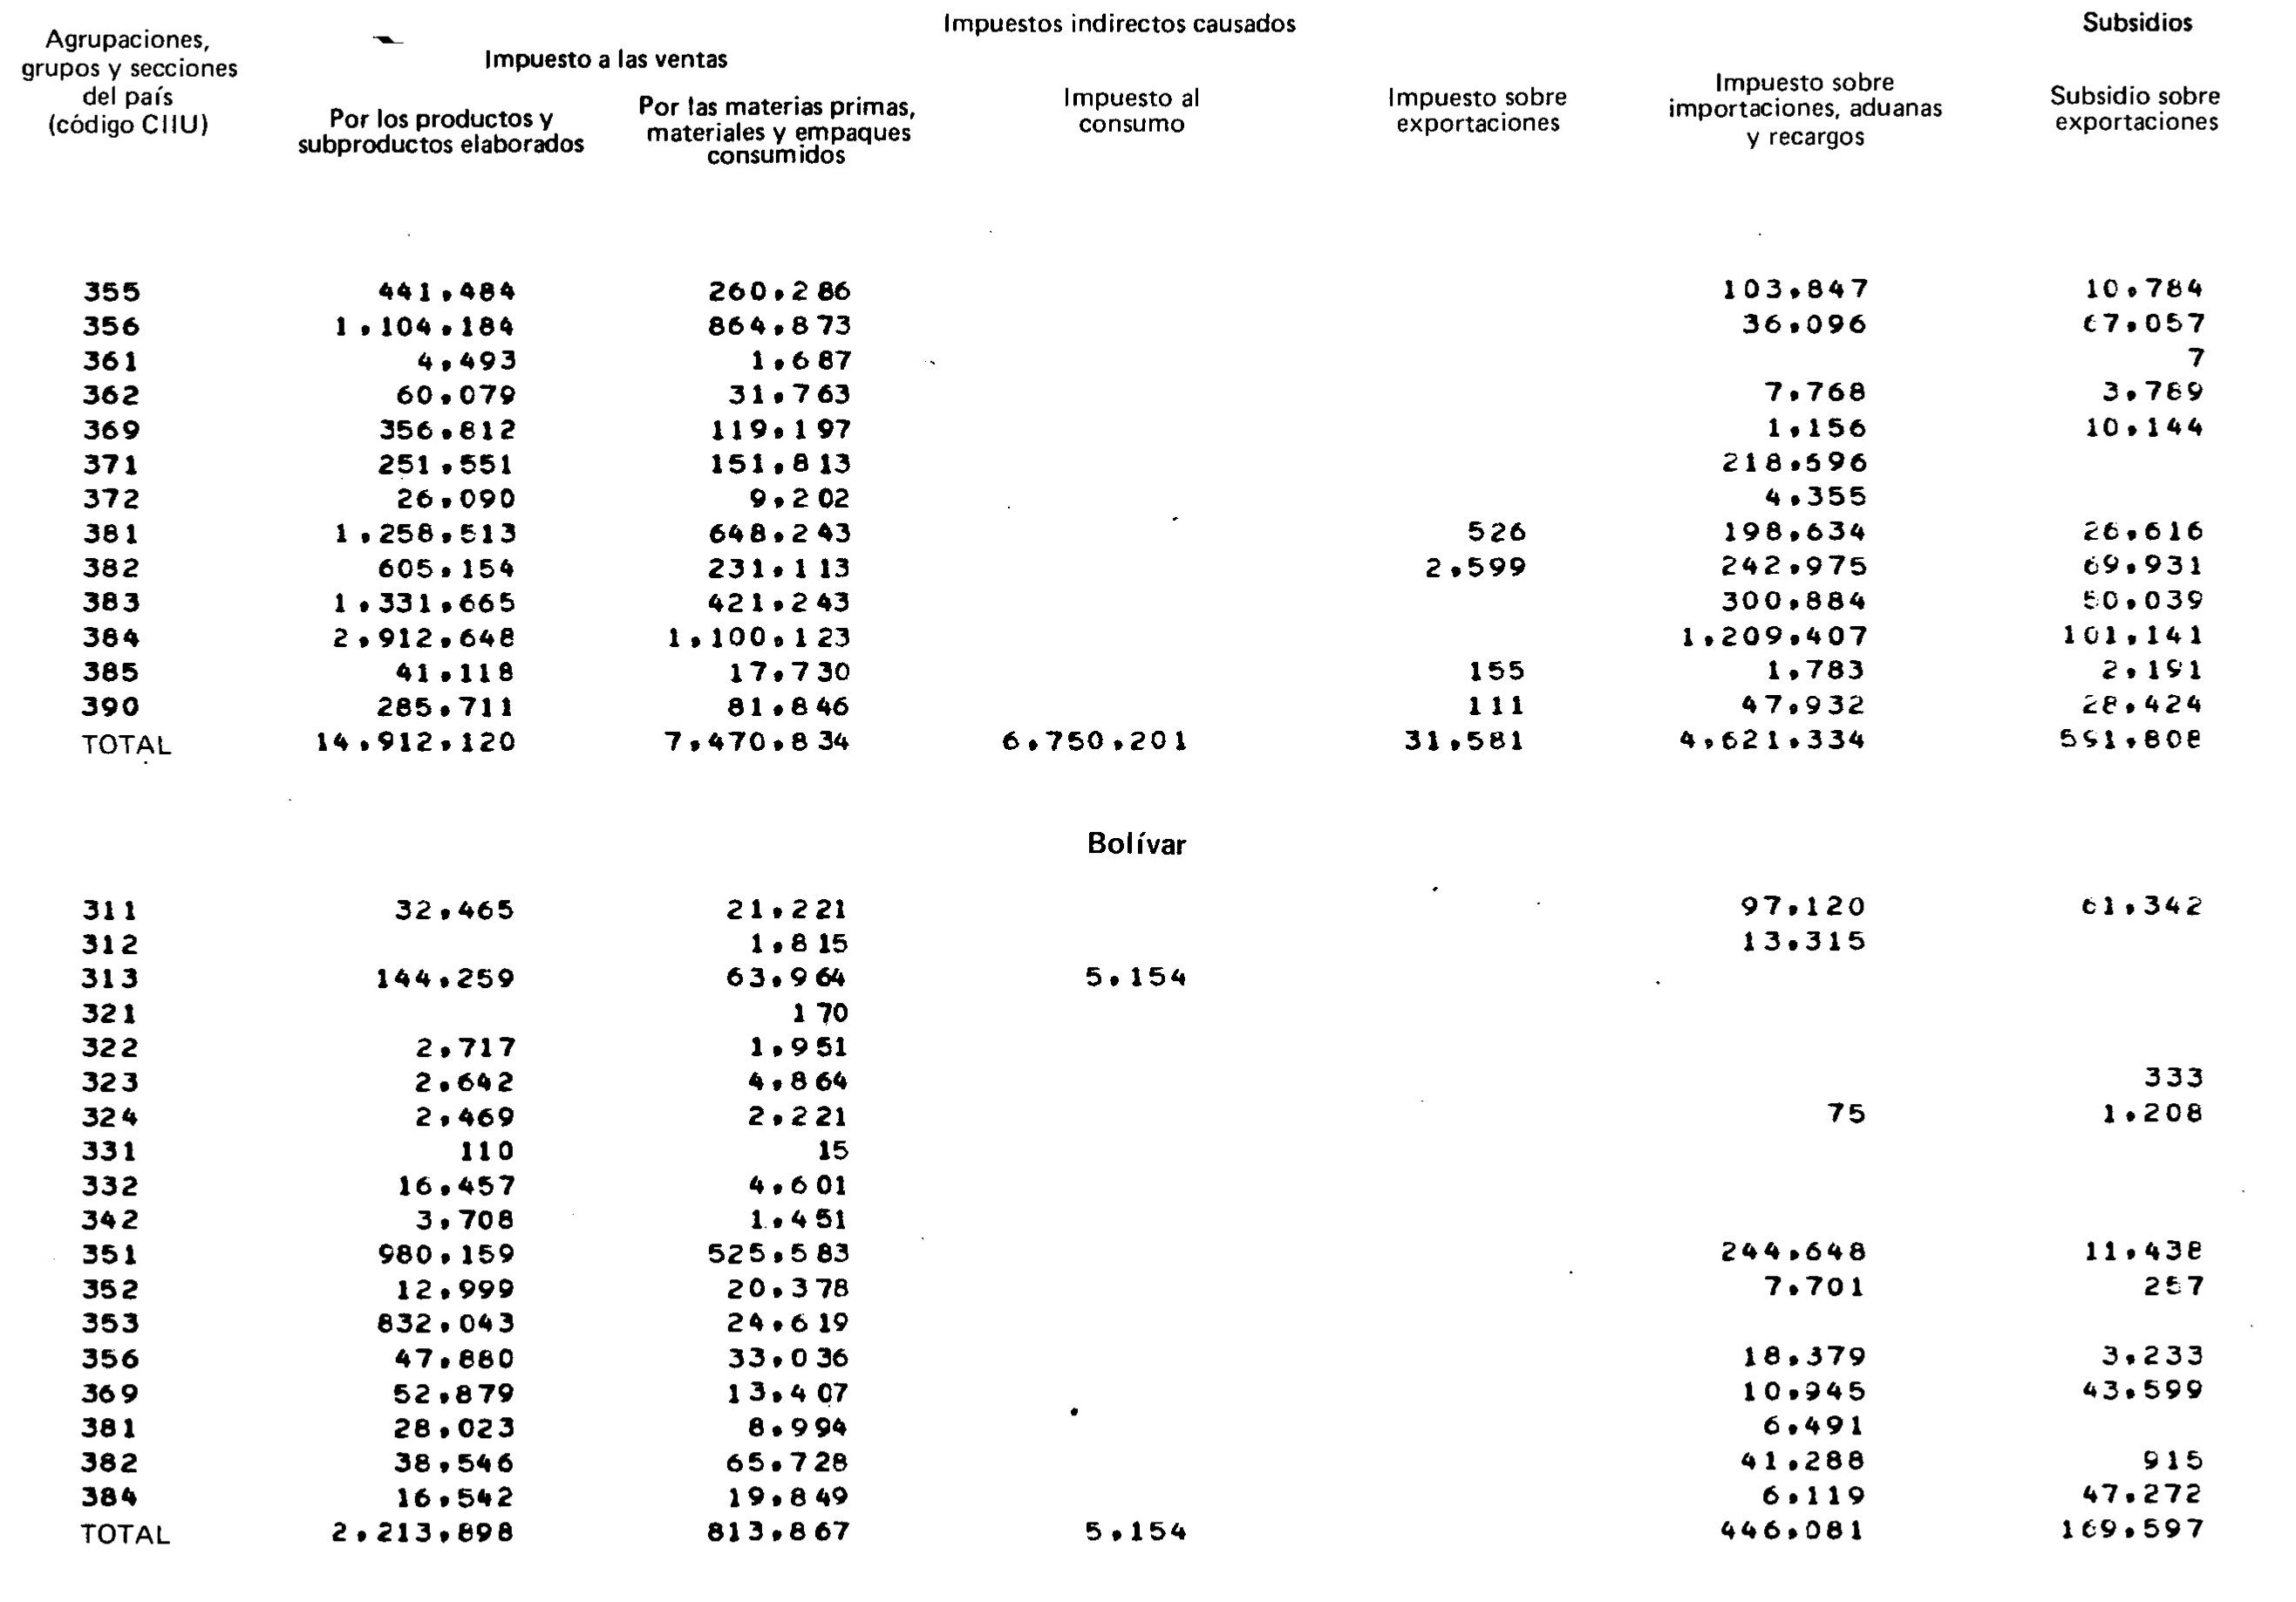 Impuestos indirectos causados Subsidios
Agrupaciones, grupos y secciones del país (código CIIU)
Impuesto a las ventas
Por los productos y subproductos elaborados
Por las materias primas, materiales y empaques consumidos
Impuesto al consumo
Impuesto sobre exportaciones
Impuesto sobre importaciones, aduanas y recargos
Subsidio sobre exportaciones
355 441,484 260,286 103,847 10,784
356 1,104,184 864,873 36,096 67,057
361 4,493 1,687 7
362 60,079 31,763 7,768 3,789
369 356,812 119,197 1,156 10,144
371 251,551 151,813 218,596
372 26,090 9,202 4,355
381 1,258,513 648,243 526 198,634 26,616
382 605,154 231,113 2,599 242,975 69,931
383 1,331,665 421,243 300,884 50,039
384 2,912,648 1,100,123 1,209,407 101,141
385 41,118 17,730 155 1,783 2,191
390 285,711 81,846 111 47,932 28,424
TOTAL 14,912,120 7,470,834 6,750,201 31,581 4,621,334 591,808
Bolívar
311 32,465 21,221 97,120 61,342
312 1,815 13,315
313 144,259 63,964 5,154
321 170
322 2,717 1,951
323 2,642 4,864 333
324 2,469 2,221 75 1,208
331 110 15
332 16,457 4,601
342 3,708 1,451
351 980,159 525,583 244,648 11,438
352 12,999 20,378 7,701 257
353 832,043 24,619
356 47,880 33,036 18,379 3,233
369 52,879 13,407 10,945 43,599
381 28,023 8,994 6,491
382 38,546 65,728 41,288 915
384 16,542 19,849 6,119 47,272
TOTAL 2,213,898 813,867 5,154 446,081 169,597